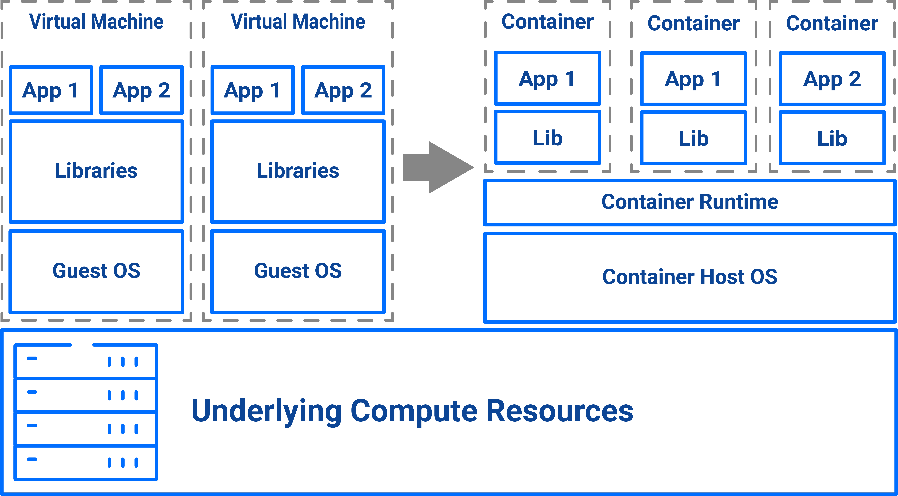 Virtual Machine
App 1
App 2
Libraries
Guest OS
Virtual Machine
App 1
App 2
Libraries
Guest OS
Container
App 1
Lib
Container
App 1
Lib
Container
App 2
Lib
Container Runtime
Container Host OS
Underlying Compute Resources